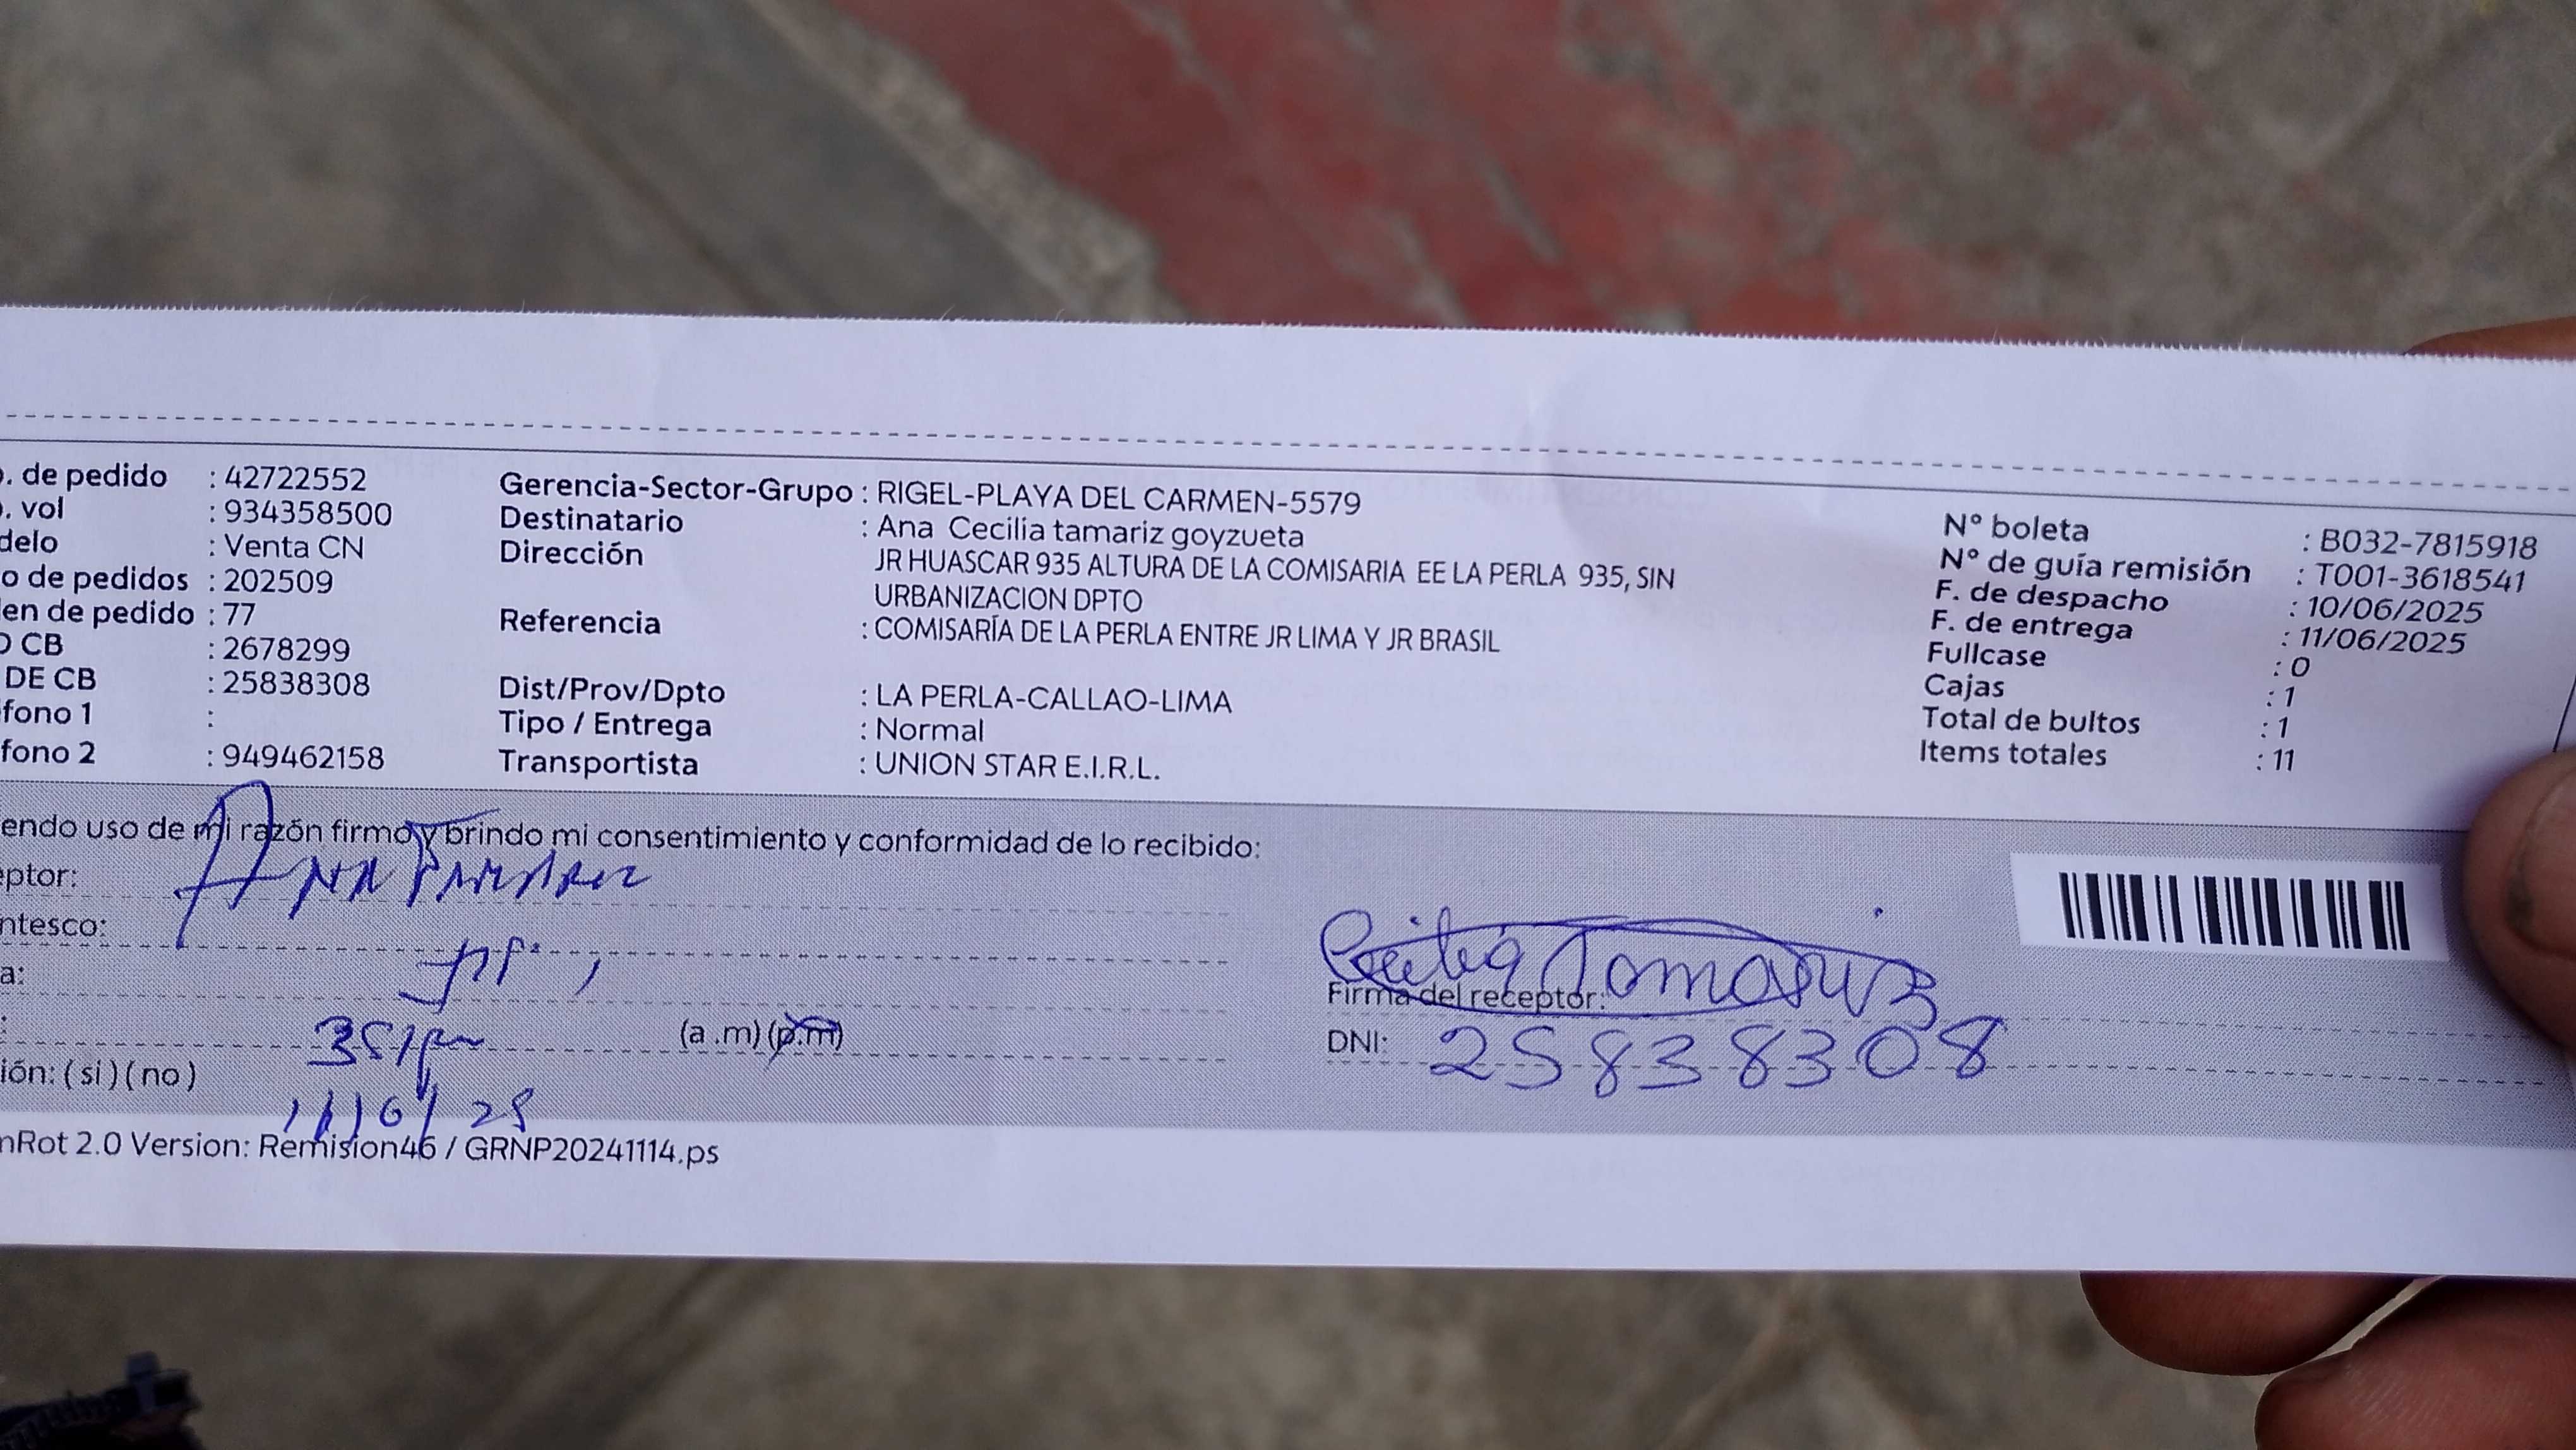 . de pedido : 42722552
. vol : 934358500
delo : Venta CN
o de pedidos : 202509
en de pedido : 77
O CB : 2678299
DE CB : 25838308
fono 1 :
fono 2 : 949462158
Gerencia-Sector-Grupo : RIGEL-PLAYA DEL CARMEN-5579
Destinatario : Ana Cecilia tamariz goyzueta
Dirección JR HUASCAR 935 ALTURA DE LA COMISARIA EE LA PERLA 935, SIN
URBANIZACION DPTO
Referencia : COMISARÍA DE LA PERLA ENTRE JR LIMA Y JR BRASIL
Dist/Prov/Dpto : LA PERLA-CALLAO-LIMA
Tipo / Entrega : Normal
Transportista : UNION STAR E.I.R.L.
N° boleta : B032-7815918
N° de guía remisión : T001-3618541
F. de despacho : 10/06/2025
F. de entrega : 11/06/2025
Fullcase : 0
Cajas : 1
Total de bultos : 1
Items totales : 11
endo uso de mi razón firmo y brindo mi consentimiento y conformidad de lo recibido:
eptor: Ana Tamariz
ntesco:
a:
: 351pm (a .m) (p.m)
ión: ( si ) ( no )
11/6/25
Cecilia Tamariz
Firma del receptor:
DNI: 25838308
nRot 2.0 Version: Remision46 / GRNP20241114.ps